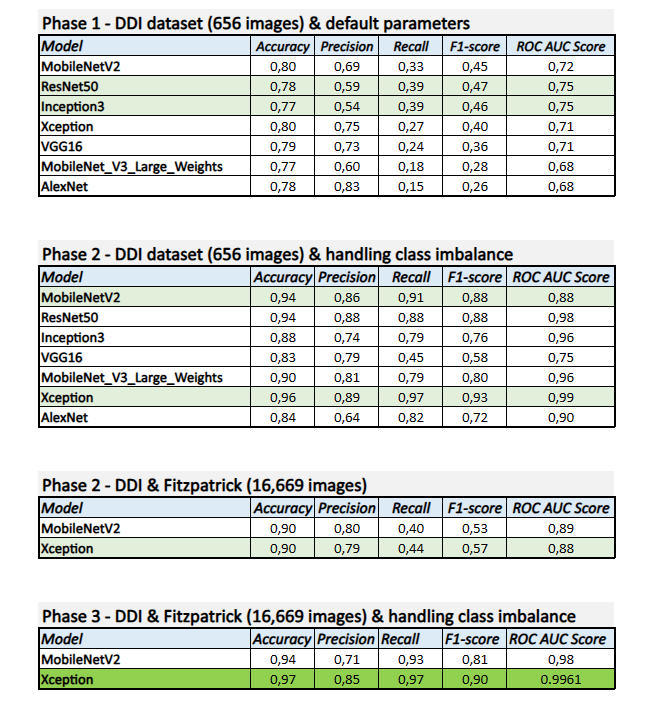 Phase 1 - DDI dataset (656 images) & default parameters
Model Accuracy Precision Recall F1-score ROC AUC Score
MobileNetV2 0,80 0,69 0,33 0,45 0,72
ResNet50 0,78 0,59 0,39 0,47 0,75
Inception3 0,77 0,54 0,39 0,46 0,75
Xception 0,80 0,75 0,27 0,40 0,71
VGG16 0,79 0,73 0,24 0,36 0,71
MobileNet_V3_Large_Weights 0,77 0,60 0,18 0,28 0,68
AlexNet 0,78 0,83 0,15 0,26 0,68
Phase 2 - DDI dataset (656 images) & handling class imbalance
Model Accuracy Precision Recall F1-score ROC AUC Score
MobileNetV2 0,94 0,86 0,91 0,88 0,88
ResNet50 0,94 0,88 0,88 0,88 0,98
Inception3 0,88 0,74 0,79 0,76 0,96
VGG16 0,83 0,79 0,45 0,58 0,75
MobileNet_V3_Large_Weights 0,90 0,81 0,79 0,80 0,96
Xception 0,96 0,89 0,97 0,93 0,99
AlexNet 0,84 0,64 0,82 0,72 0,90
Phase 2 - DDI & Fitzpatrick (16,669 images)
Model Accuracy Precision Recall F1-score ROC AUC Score
MobileNetV2 0,90 0,80 0,40 0,53 0,89
Xception 0,90 0,79 0,44 0,57 0,88
Phase 3 - DDI & Fitzpatrick (16,669 images) & handling class imbalance
Model Accuracy Precision Recall F1-score ROC AUC Score
MobileNetV2 0,94 0,71 0,93 0,81 0,98
Xception 0,97 0,85 0,97 0,90 0.9961